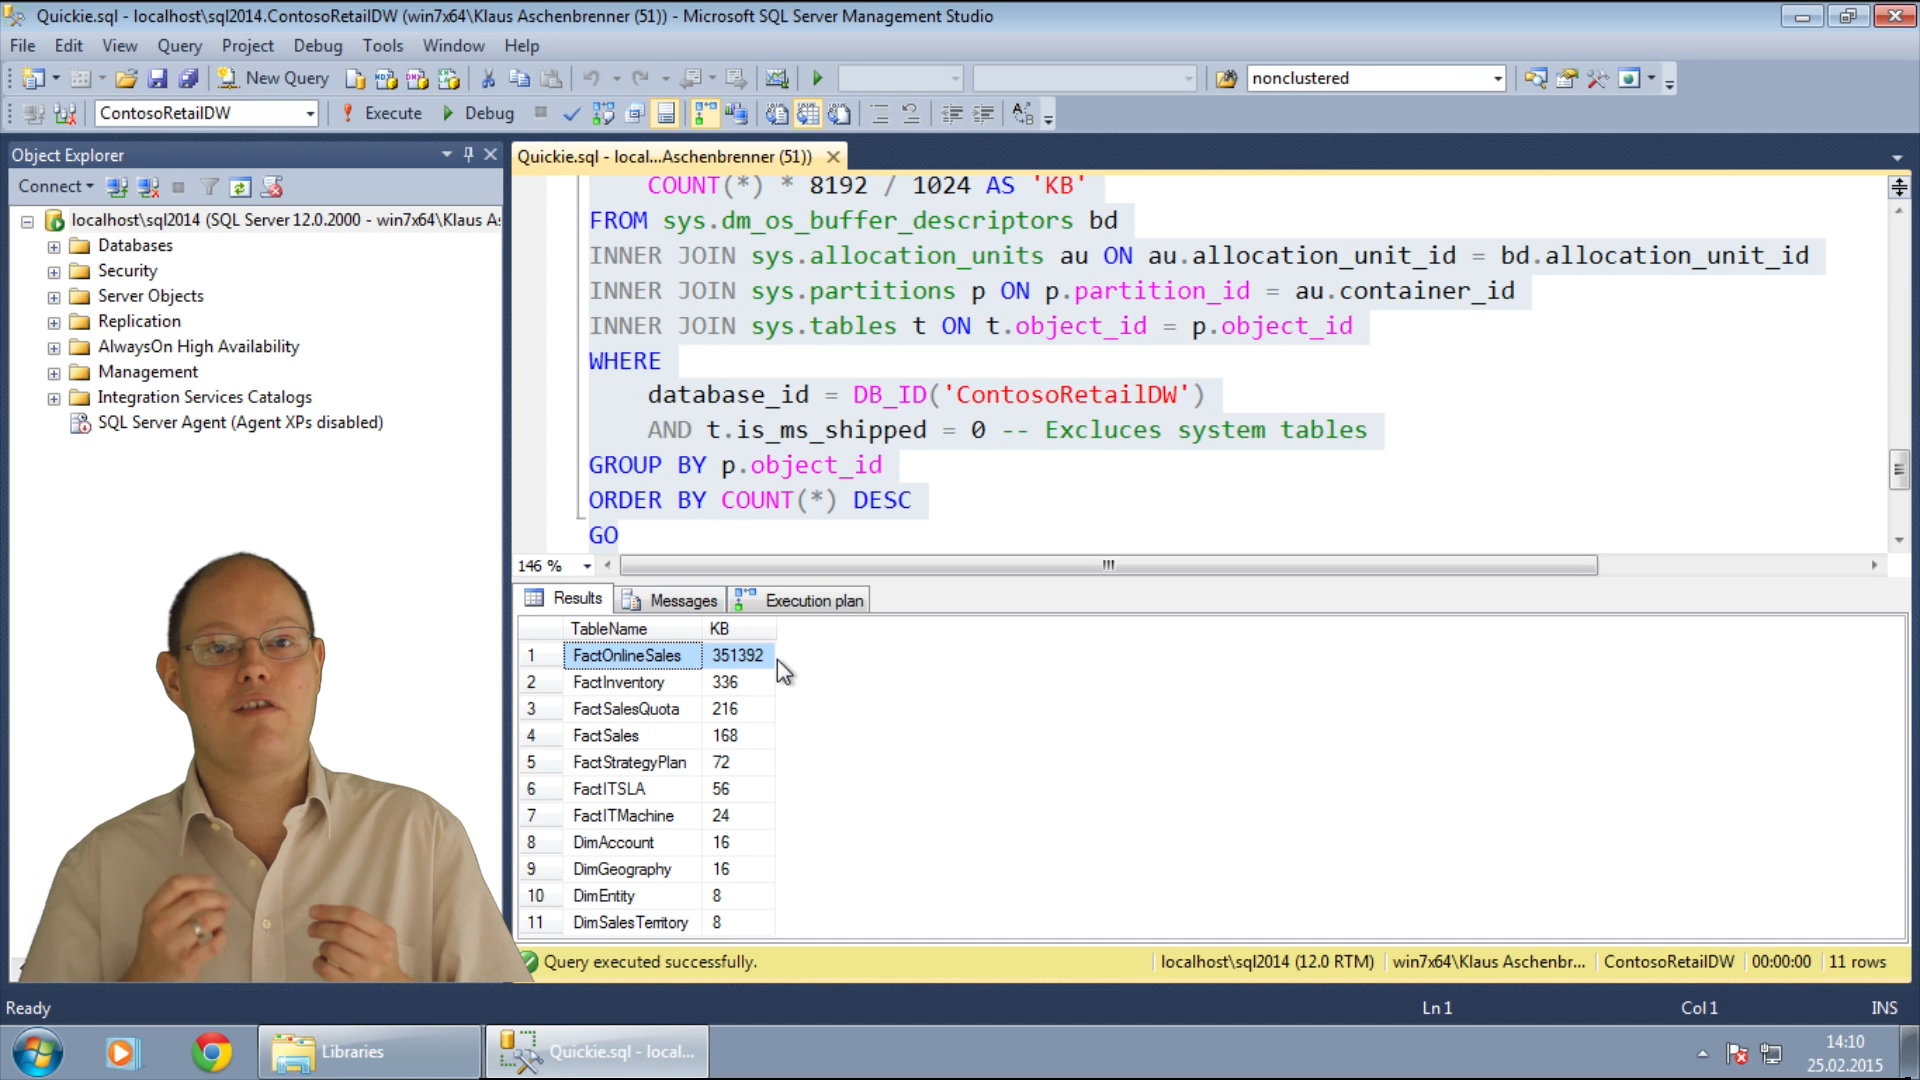 Quickie.sql - localhost\sql2014.ContosoRetailDW (win7x64\Klaus Aschenbrenner (51)) - Microsoft SQL Server Management Studio
File Edit View Query Project Debug Tools Window Help
New Query nonclustered
ContosoRetailDW Execute Debug
Object Explorer
Connect
localhost\sql2014 (SQL Server 12.0.2000 - win7x64\Klaus A
Databases
Security
Server Objects
Replication
AlwaysOn High Availability
Management
Integration Services Catalogs
SQL Server Agent (Agent XPs disabled)
Quickie.sql - local...Aschenbrenner (51))
COUNT(*) * 8192 / 1024 AS 'KB'
FROM sys.dm_os_buffer_descriptors bd
INNER JOIN sys.allocation_units au ON au.allocation_unit_id = bd.allocation_unit_id
INNER JOIN sys.partitions p ON p.partition_id = au.container_id
INNER JOIN sys.tables t ON t.object_id = p.object_id
WHERE
database_id = DB_ID('ContosoRetailDW')
AND t.is_ms_shipped = 0 -- Excluces system tables
GROUP BY p.object_id
ORDER BY COUNT(*) DESC
GO
146 %
Results Messages Execution plan
TableName KB
1 FactOnlineSales 351392
2 FactInventory 336
3 FactSalesQuota 216
4 FactSales 168
5 FactStrategyPlan 72
6 FactITSLA 56
7 FactITMachine 24
8 DimAccount 16
9 DimGeography 16
10 DimEntity 8
11 DimSalesTerritory 8
Query executed successfully. localhost\sql2014 (12.0 RTM) win7x64\Klaus Aschenbr... ContosoRetailDW 00:00:00 11 rows
Ready Ln 1 Col 1 INS
Libraries Quickie.sql - local...
14:10
25.02.2015